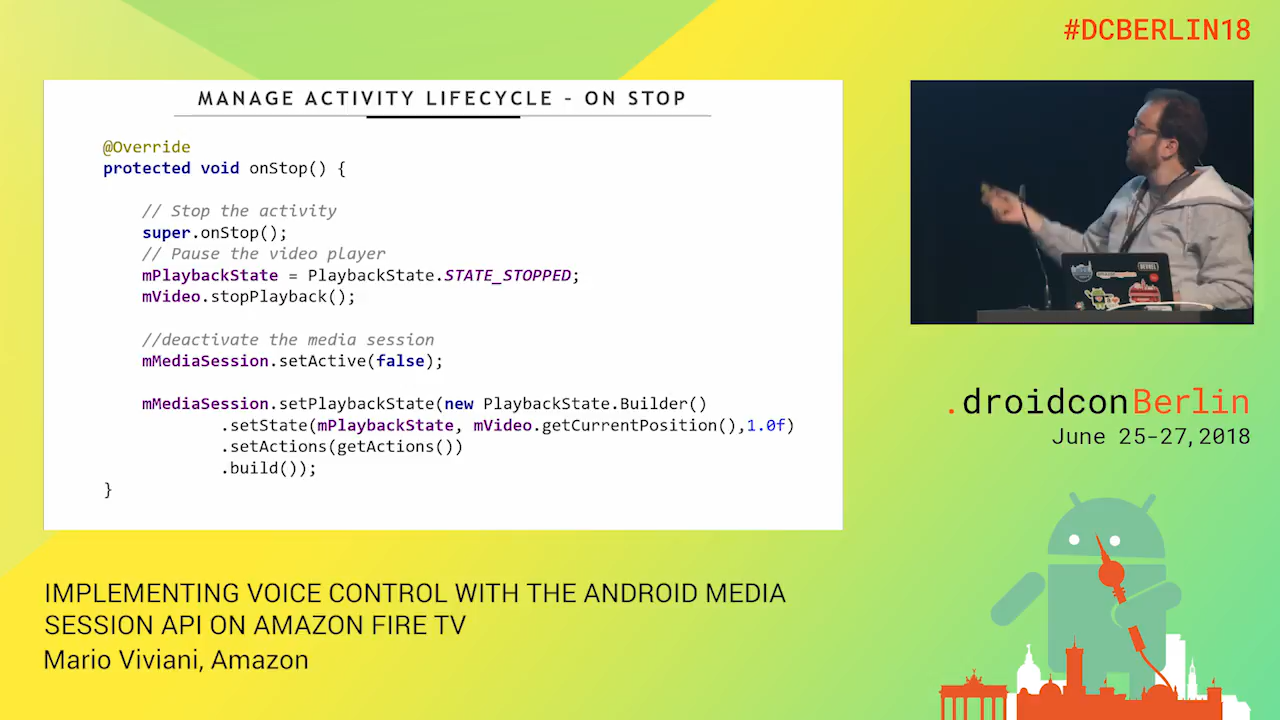 #DCBERLIN18
MANAGE ACTIVITY LIFECYCLE – ON STOP
@Override
protected void onStop() {
// Stop the activity
super.onStop();
// Pause the video player
mPlaybackState = PlaybackState.STATE_STOPPED;
mVideo.stopPlayback();
//deactivate the media session
mMediaSession.setActive(false);
mMediaSession.setPlaybackState(new PlaybackState.Builder()
.setState(mPlaybackState, mVideo.getCurrentPosition(),1.0f)
.setActions(getActions())
.build());
}
.droidconBerlin
June 25-27,2018
IMPLEMENTING VOICE CONTROL WITH THE ANDROID MEDIA
SESSION API ON AMAZON FIRE TV
Mario Viviani, Amazon